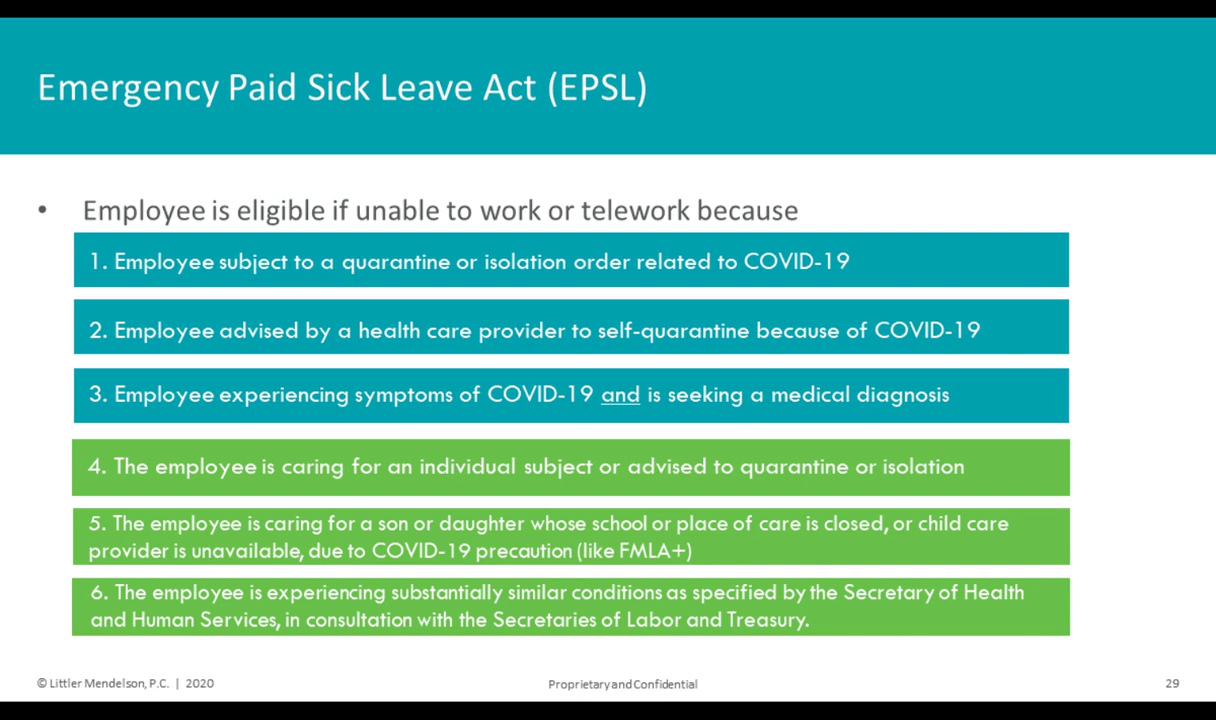 Emergency Paid Sick Leave Act (EPSL)
• Employee is eligible if unable to work or telework because
1. Employee subject to a quarantine or isolation order related to COVID-19
2. Employee advised by a health care provider to self-quarantine because of COVID-19
3. Employee experiencing symptoms of COVID-19 and is seeking a medical diagnosis
4. The employee is caring for an individual subject or advised to quarantine or isolation
5. The employee is caring for a son or daughter whose school or place of care is closed, or child care
provider is unavailable, due to COVID-19 precaution (like FMLA+)
6. The employee is experiencing substantially similar conditions as specified by the Secretary of Health
and Human Services, in consultation with the Secretaries of Labor and Treasury.
© Littler Mendelson, P.C. | 2020
Proprietary and Confidential
29